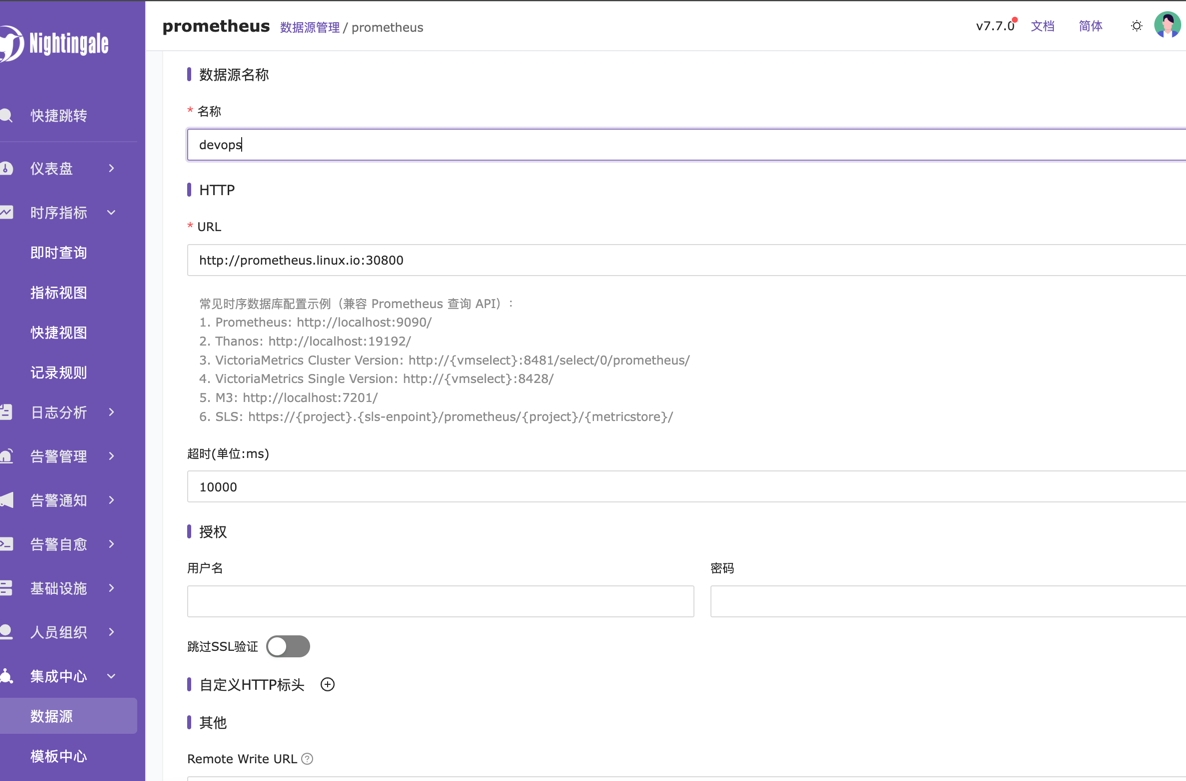 Nightingale
快捷跳转
仪表盘
时序指标
即时查询
指标视图
快捷视图
记录规则
日志分析
告警管理
告警通知
告警自愈
基础设施
人员组织
集成中心
数据源
模板中心
prometheus 数据源管理 / prometheus
v7.7.0 文档 简体
数据源名称
* 名称
devops
HTTP
* URL
http://prometheus.linux.io:30800
常见时序数据库配置示例（兼容 Prometheus 查询 API）:
1. Prometheus: http://localhost:9090/
2. Thanos: http://localhost:19192/
3. VictoriaMetrics Cluster Version: http://{vmselect}:8481/select/0/prometheus/
4. VictoriaMetrics Single Version: http://{vmselect}:8428/
5. M3: http://localhost:7201/
6. SLS: https://{project}.{sls-enpoint}/prometheus/{project}/{metricstore}/
超时(单位:ms)
10000
授权
用户名 密码
跳过SSL验证
自定义HTTP标头
其他
Remote Write URL